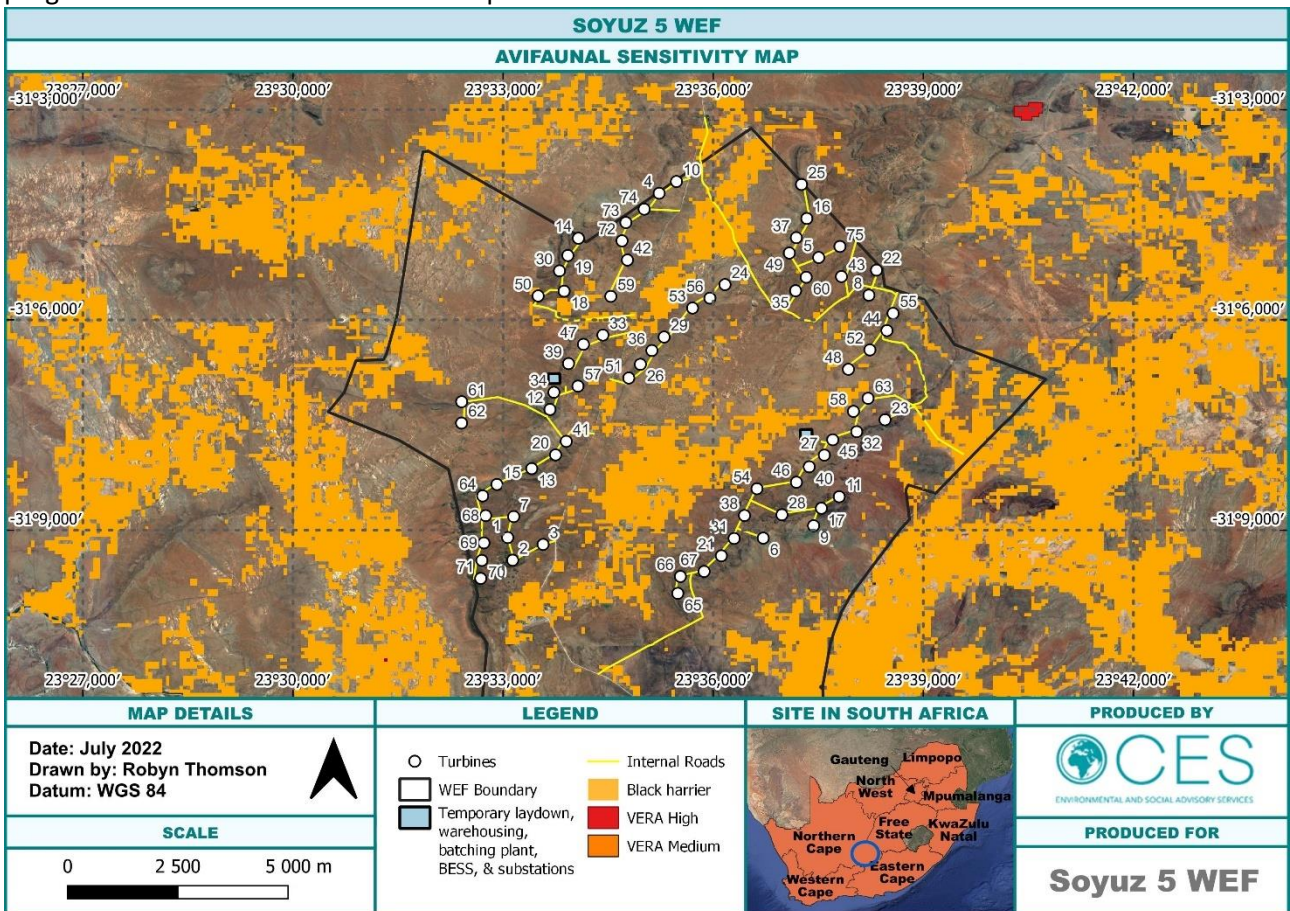 SOYUZ 5 WEF
AVIFAUNAL SENSITIVITY MAP
23°27,000' 23°30,000' 23°33,000' 23°36,000' 23°39,000' 23°42,000'
-31°3,000' -31°3,000'
10
4 25
74
73 16
14 72 37 5 75
30 19 42 49 43 22
50 24 8
18 59 53 56 35 60 55
-31°6,000' -31°6,000'
47 33 36 29 52 44
39 48
34 51 26
57 63
61 12 58 23
62
20 41 27 32
45
15 13 54 46
64 40 11
7 38 28
68 17
-31°9,000' -31°9,000'
1 3 31 9
69 2 21 6
71 70 66 67
65
23°27,000' 23°30,000' 23°33,000' 23°36,000' 23°39,000' 23°42,000'
MAP DETAILS
Date: July 2022
Drawn by: Robyn Thomson
Datum: WGS 84
SCALE
0 2 500 5 000 m
LEGEND
Turbines
WEF Boundary
Temporary laydown,
warehousing,
batching plant,
BESS, & substations
Internal Roads
Black harrier
VERA High
VERA Medium
SITE IN SOUTH AFRICA
Gauteng Limpopo
North
West
Mpumalanga
Free
State
KwaZulu
Natal
Northern
Cape
Eastern
Cape
Western
Cape
PRODUCED BY
CES
ENVIRONMENTAL AND SOCIAL ADVISORY SERVICES
PRODUCED FOR
Soyuz 5 WEF